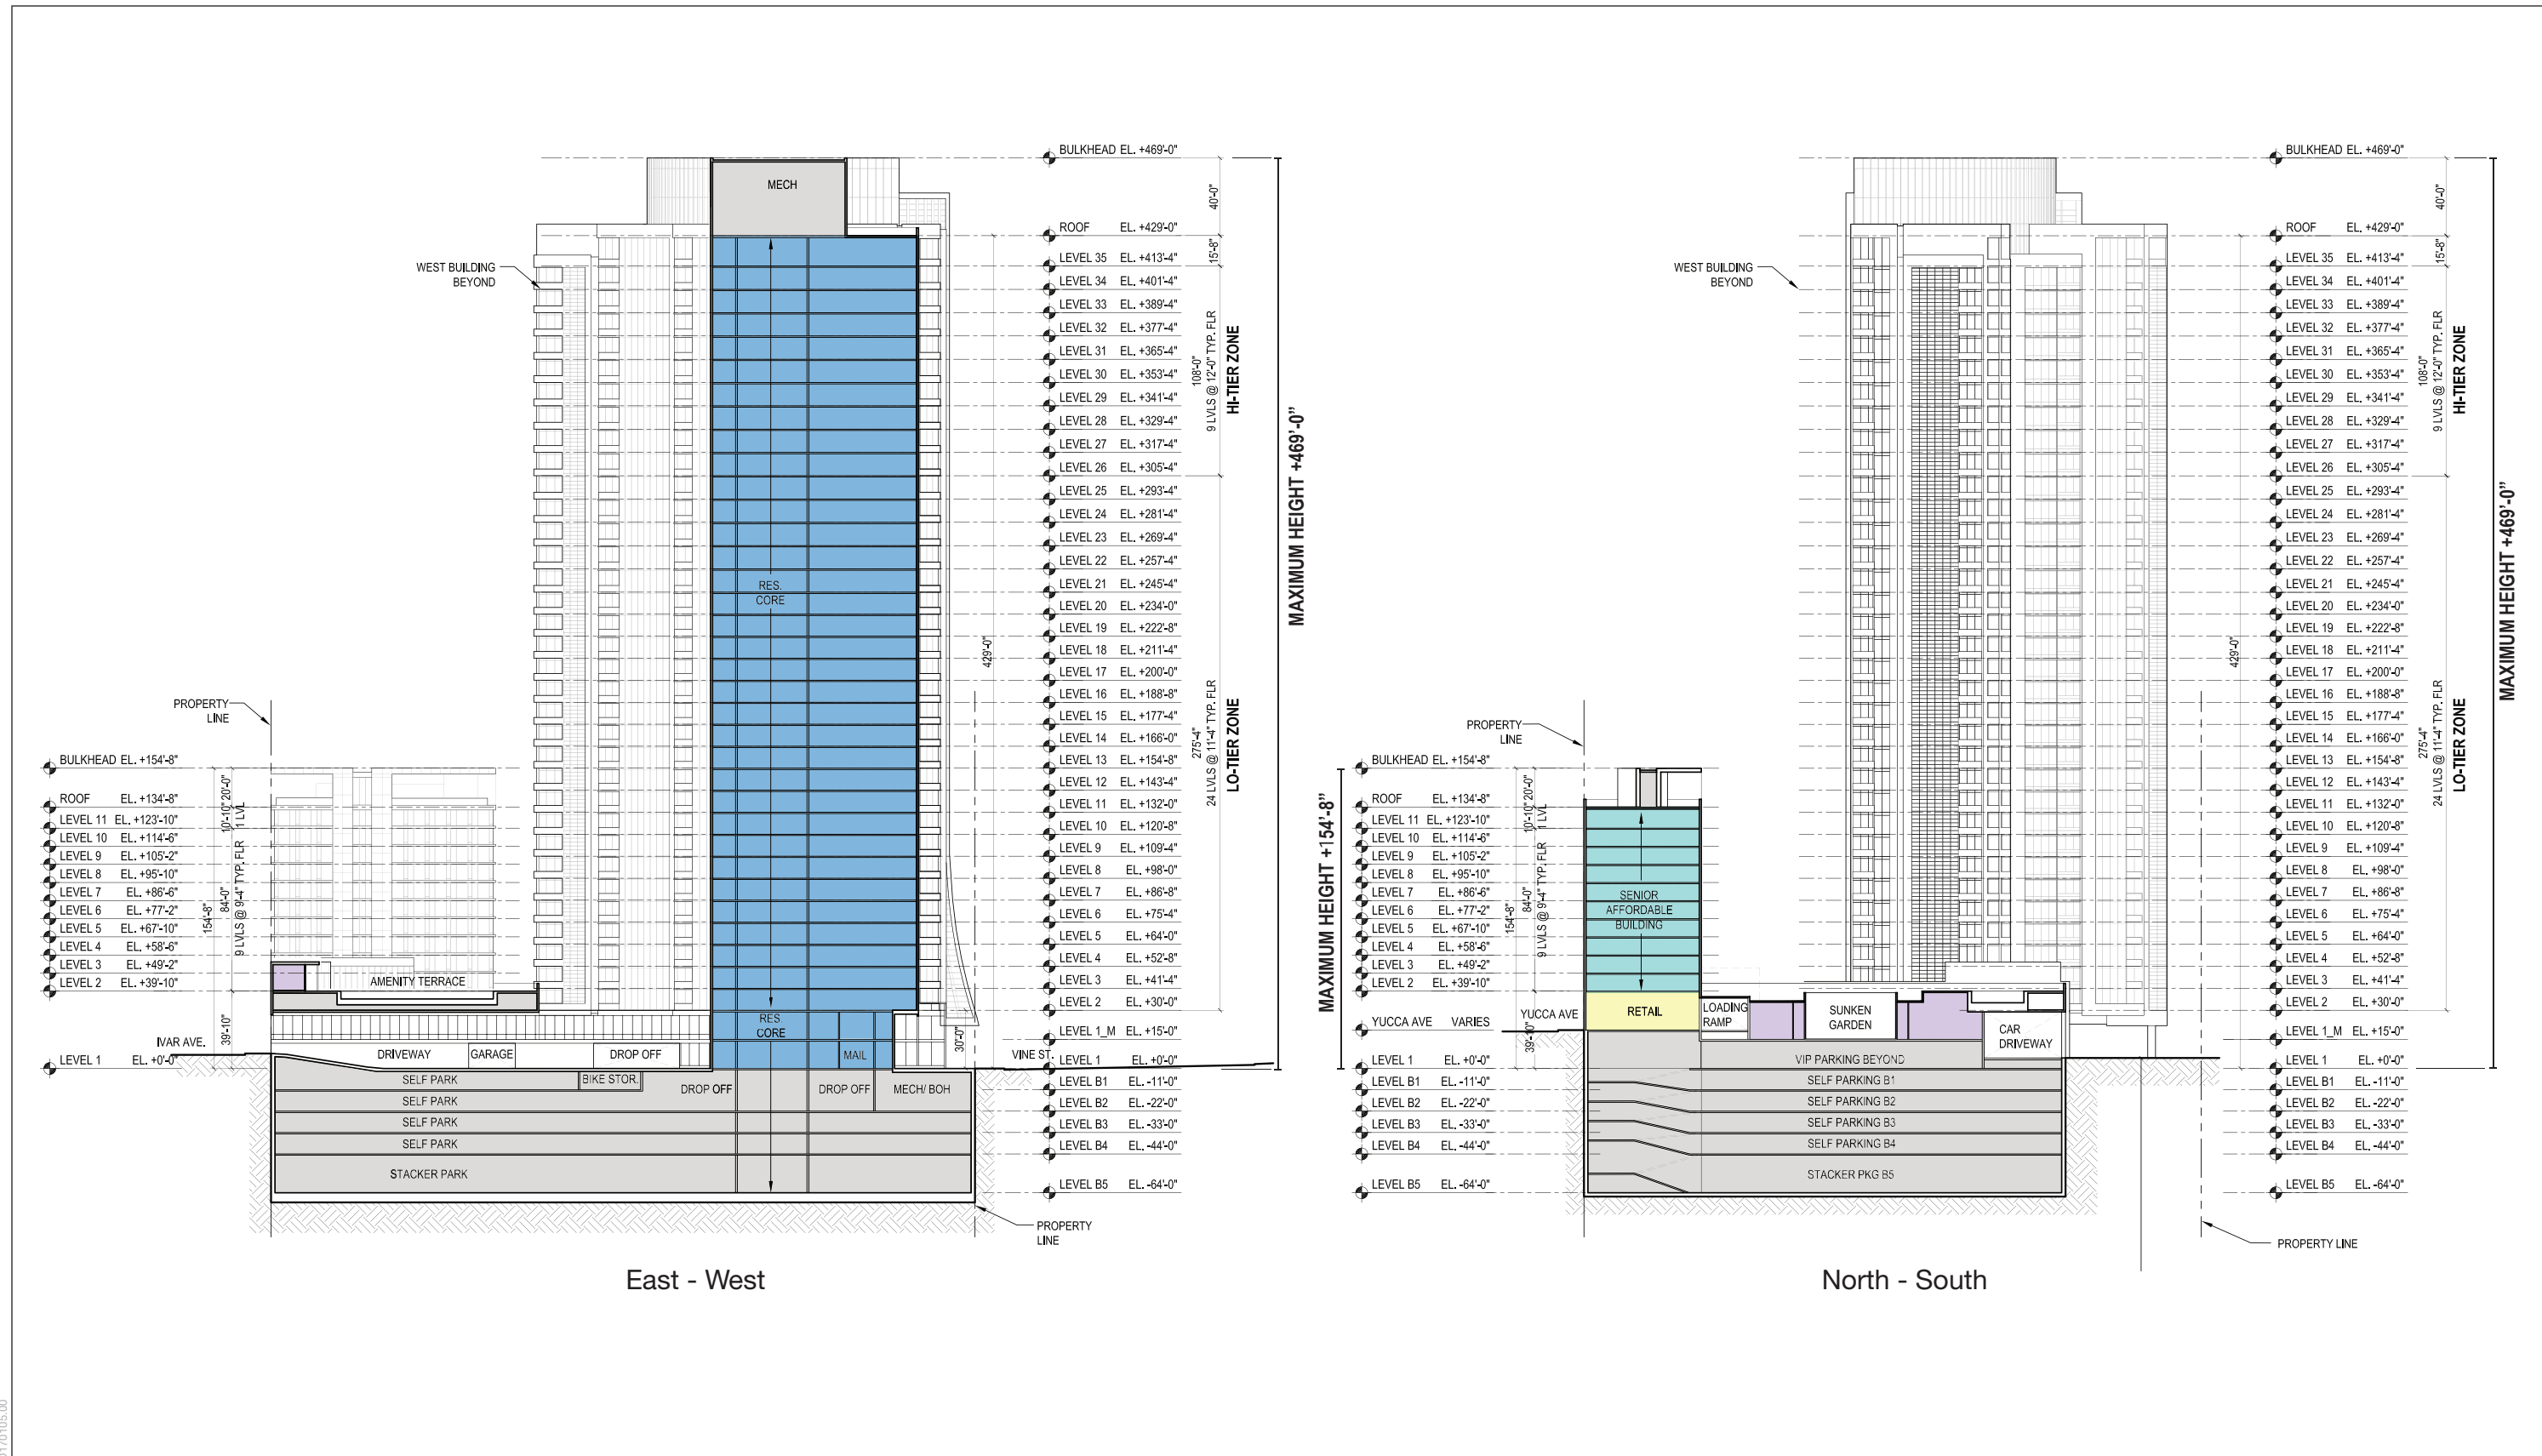 BULKHEAD EL. +469'-0"
MECH
40'-0"
ROOF EL. +429'-0"
15'-8"
WEST BUILDING
BEYOND
LEVEL 35 EL. +413'-4"
LEVEL 34 EL. +401'-4"
LEVEL 33 EL. +389'-4"
LEVEL 32 EL. +377'-4"
LEVEL 31 EL. +365'-4"
LEVEL 30 EL. +353'-4"
LEVEL 29 EL. +341'-4"
LEVEL 28 EL. +329'-4"
LEVEL 27 EL. +317'-4"
LEVEL 26 EL. +305'-4"
LEVEL 25 EL. +293'-4"
LEVEL 24 EL. +281'-4"
LEVEL 23 EL. +269'-4"
LEVEL 22 EL. +257'-4"
LEVEL 21 EL. +245'-4"
LEVEL 20 EL. +234'-0"
LEVEL 19 EL. +222'-8"
LEVEL 18 EL. +211'-4"
LEVEL 17 EL. +200'-0"
LEVEL 16 EL. +188'-8"
LEVEL 15 EL. +177'-4"
LEVEL 14 EL. +166'-0"
LEVEL 13 EL. +154'-8"
LEVEL 12 EL. +143'-4"
LEVEL 11 EL. +132'-0"
LEVEL 10 EL. +120'-8"
LEVEL 9 EL. +109'-4"
LEVEL 8 EL. +98'-0"
LEVEL 7 EL. +86'-8"
LEVEL 6 EL. +75'-4"
LEVEL 5 EL. +64'-0"
LEVEL 4 EL. +52'-8"
LEVEL 3 EL. +41'-4"
LEVEL 2 EL. +30'-0"
LEVEL 1_M EL. +15'-0"
LEVEL 1 EL. +0'-0"
LEVEL B1 EL. -11'-0"
LEVEL B2 EL. -22'-0"
LEVEL B3 EL. -33'-0"
LEVEL B4 EL. -44'-0"
LEVEL B5 EL. -64'-0"
108'-0"
9 LVLS @ 12'-0" TYP. FLR
HI-TIER ZONE
MAXIMUM HEIGHT +469'-0"
429'-0"
275'-4"
24 LVLS @ 11'-4" TYP. FLR
LO-TIER ZONE
30'-0"
RES.
CORE
PROPERTY
LINE
BULKHEAD EL. +154'-8"
ROOF EL. +134'-8"
LEVEL 11 EL. +123'-10"
LEVEL 10 EL. +114'-6"
LEVEL 9 EL. +105'-2"
LEVEL 8 EL. +95'-10"
LEVEL 7 EL. +86'-6"
LEVEL 6 EL. +77'-2"
LEVEL 5 EL. +67'-10"
LEVEL 4 EL. +58'-6"
LEVEL 3 EL. +49'-2"
LEVEL 2 EL. +39'-10"
LEVEL 1 EL. +0'-0"
20'-0"
10'-10"
1 LVL
84'-0"
9 LVLS @ 9'-4" TYP. FLR
154'-8"
39'-10"
AMENITY TERRACE
RES.
CORE
IVAR AVE.
DRIVEWAY
GARAGE
DROP OFF
MAIL
VINE ST.
SELF PARK
BIKE STOR.
DROP OFF
DROP OFF
MECH/ BOH
SELF PARK
SELF PARK
SELF PARK
STACKER PARK
PROPERTY
LINE
East - West
BULKHEAD EL. +469'-0"
40'-0"
ROOF EL. +429'-0"
15'-8"
WEST BUILDING
BEYOND
LEVEL 35 EL. +413'-4"
LEVEL 34 EL. +401'-4"
LEVEL 33 EL. +389'-4"
LEVEL 32 EL. +377'-4"
LEVEL 31 EL. +365'-4"
LEVEL 30 EL. +353'-4"
LEVEL 29 EL. +341'-4"
LEVEL 28 EL. +329'-4"
LEVEL 27 EL. +317'-4"
LEVEL 26 EL. +305'-4"
LEVEL 25 EL. +293'-4"
LEVEL 24 EL. +281'-4"
LEVEL 23 EL. +269'-4"
LEVEL 22 EL. +257'-4"
LEVEL 21 EL. +245'-4"
LEVEL 20 EL. +234'-0"
LEVEL 19 EL. +222'-8"
LEVEL 18 EL. +211'-4"
LEVEL 17 EL. +200'-0"
LEVEL 16 EL. +188'-8"
LEVEL 15 EL. +177'-4"
LEVEL 14 EL. +166'-0"
LEVEL 13 EL. +154'-8"
LEVEL 12 EL. +143'-4"
LEVEL 11 EL. +132'-0"
LEVEL 10 EL. +120'-8"
LEVEL 9 EL. +109'-4"
LEVEL 8 EL. +98'-0"
LEVEL 7 EL. +86'-8"
LEVEL 6 EL. +75'-4"
LEVEL 5 EL. +64'-0"
LEVEL 4 EL. +52'-8"
LEVEL 3 EL. +41'-4"
LEVEL 2 EL. +30'-0"
LEVEL 1_M EL. +15'-0"
LEVEL 1 EL. +0'-0"
LEVEL B1 EL. -11'-0"
LEVEL B2 EL. -22'-0"
LEVEL B3 EL. -33'-0"
LEVEL B4 EL. -44'-0"
LEVEL B5 EL. -64'-0"
108'-0"
9 LVLS @ 12'-0" TYP. FLR
HI-TIER ZONE
MAXIMUM HEIGHT +469'-0"
429'-0"
275'-4"
24 LVLS @ 11'-4" TYP. FLR
LO-TIER ZONE
PROPERTY
LINE
BULKHEAD EL. +154'-8"
ROOF EL. +134'-8"
LEVEL 11 EL. +123'-10"
LEVEL 10 EL. +114'-6"
LEVEL 9 EL. +105'-2"
LEVEL 8 EL. +95'-10"
LEVEL 7 EL. +86'-6"
LEVEL 6 EL. +77'-2"
LEVEL 5 EL. +67'-10"
LEVEL 4 EL. +58'-6"
LEVEL 3 EL. +49'-2"
LEVEL 2 EL. +39'-10"
YUCCA AVE VARIES
LEVEL 1 EL. +0'-0"
LEVEL B1 EL. -11'-0"
LEVEL B2 EL. -22'-0"
LEVEL B3 EL. -33'-0"
LEVEL B4 EL. -44'-0"
LEVEL B5 EL. -64'-0"
MAXIMUM HEIGHT +154'-8"
20'-0"
10'-10"
1 LVL
84'-0"
9 LVLS @ 9'-4" TYP. FLR
154'-8"
39'-10"
SENIOR
AFFORDABLE
BUILDING
YUCCA AVE
RETAIL
LOADING
RAMP
SUNKEN
GARDEN
CAR
DRIVEWAY
VIP PARKING BEYOND
SELF PARKING B1
SELF PARKING B2
SELF PARKING B3
SELF PARKING B4
STACKER PKG B5
PROPERTY LINE
North - South